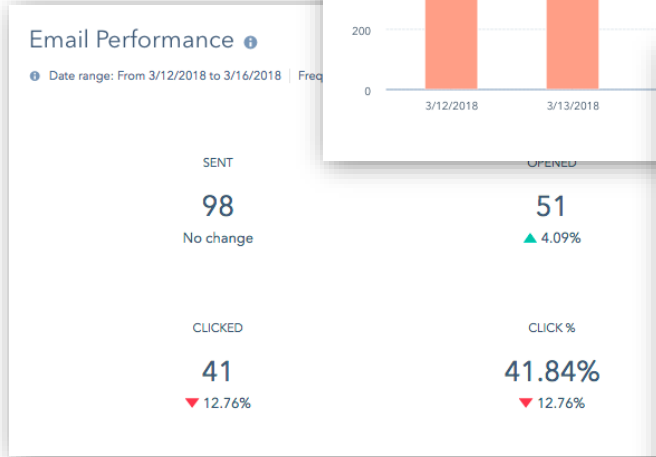 Email Performance
Date range: From 3/12/2018 to 3/16/2018
200
0
3/12/2018 3/13/2018
SENT OPENED
98 51
No change 4.09%
CLICKED CLICK %
41 41.84%
12.76% 12.76%